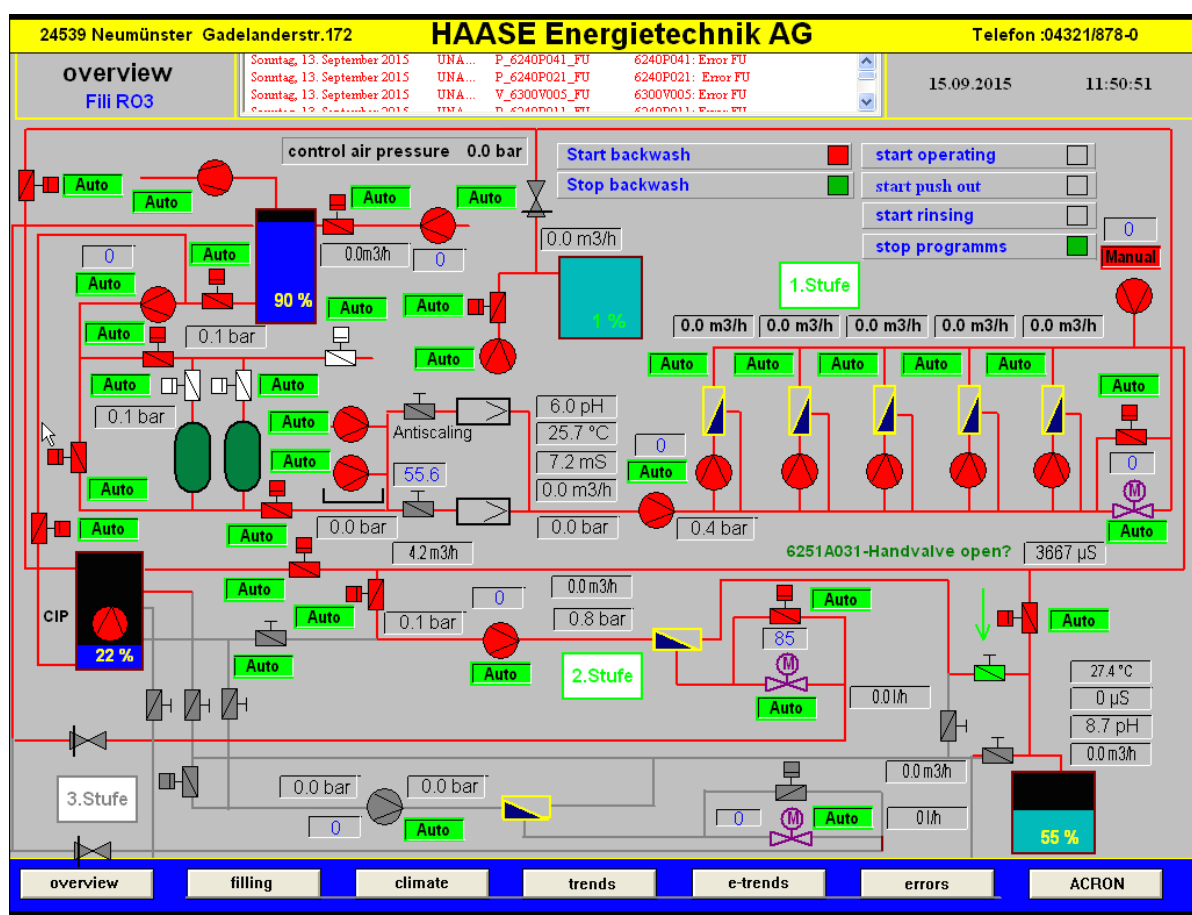 24539 Neumünster Gadelanderstr.172
HAASE Energietechnik AG
Telefon :04321/878-0
overview
Fili RO3
Sonntag, 13. September 2015 UNA... P_6240P041_FU 6240P041: Error FU
Sonntag, 13. September 2015 UNA... P_6240P021_FU 6240P021: Error FU
Sonntag, 13. September 2015 UNA... V_6300V005_FU 6300V005: Error FU
15.09.2015 11:50:51
control air pressure 0.0 bar
Start backwash
Stop backwash
start operating
start push out
start rinsing
stop programms
Auto
Auto
Auto
Auto
0
Manual
0.0 m3/h
0
Auto
0.0m3/h
0
1.Stufe
Auto
90 %
Auto
Auto
1 %
0.0 m3/h 0.0 m3/h 0.0 m3/h 0.0 m3/h 0.0 m3/h
Auto
0.1 bar
Auto
Auto Auto Auto Auto Auto
Auto
Auto
Auto
0.1 bar
Auto
Antiscaling
6.0 pH
25.7 °C
7.2 mS
0.0 m3/h
0
Auto
Auto
55.6
0
M
Auto
Auto
Auto
0.0 bar
0.0 bar
0.4 bar
Auto
4.2 m3/h
6251A031-Handvalve open?
3667 µS
CIP
22 %
Auto
Auto
0.1 bar
0
0.0 m3/h
0.8 bar
Auto
85
M
Auto
Auto
Auto
2.Stufe
Auto
0.0 l/h
27.4 °C
0 µS
8.7 pH
0.0 m3/h
3.Stufe
0.0 bar
0.0 bar
0
Auto
0
M
Auto
0.0 m3/h
0 l/h
55 %
overview filling climate trends e-trends errors ACRON